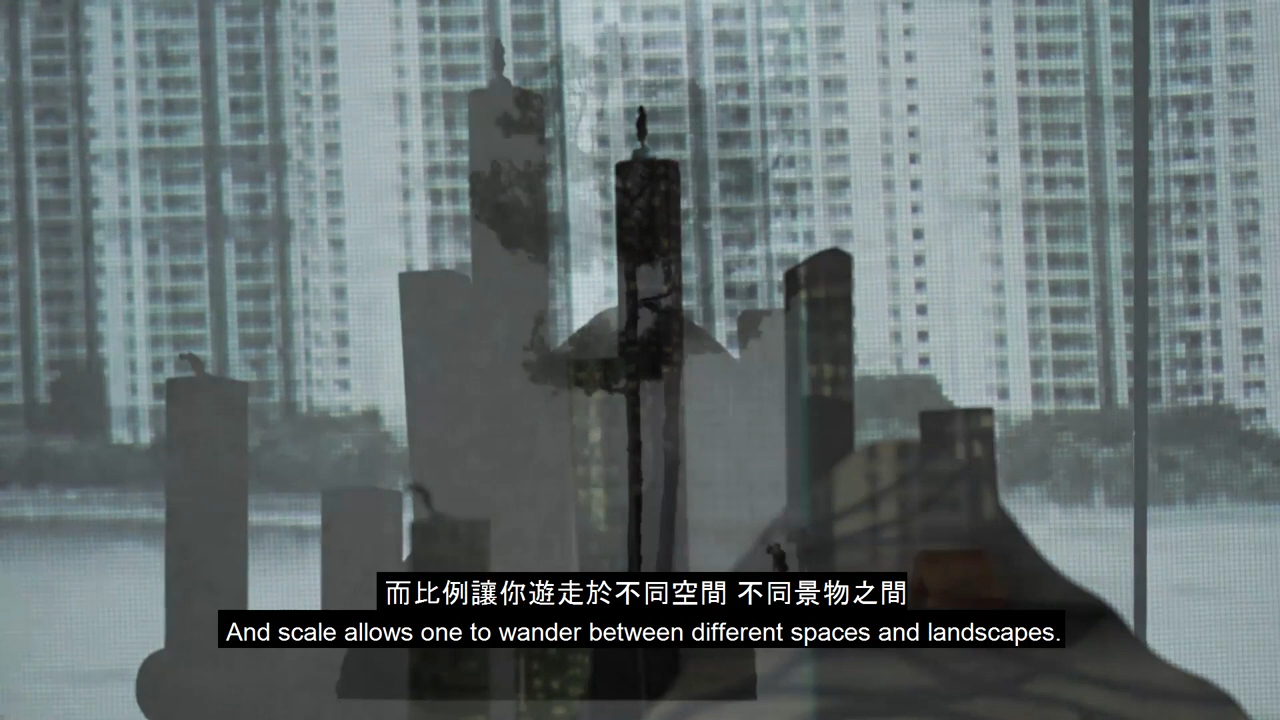 而比例讓你遊走於不同空間 不同景物之間
And scale allows one to wander between different spaces and landscapes.